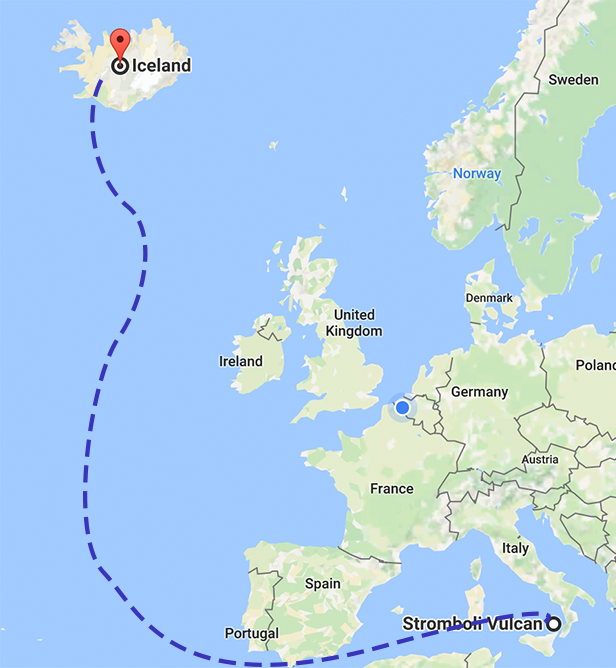 Iceland
Sweden
Norway
Denmark
United
Kingdom
Ireland
Poland
Germany
Austria
France
Italy
Spain
Stromboli Vulcan
Portugal